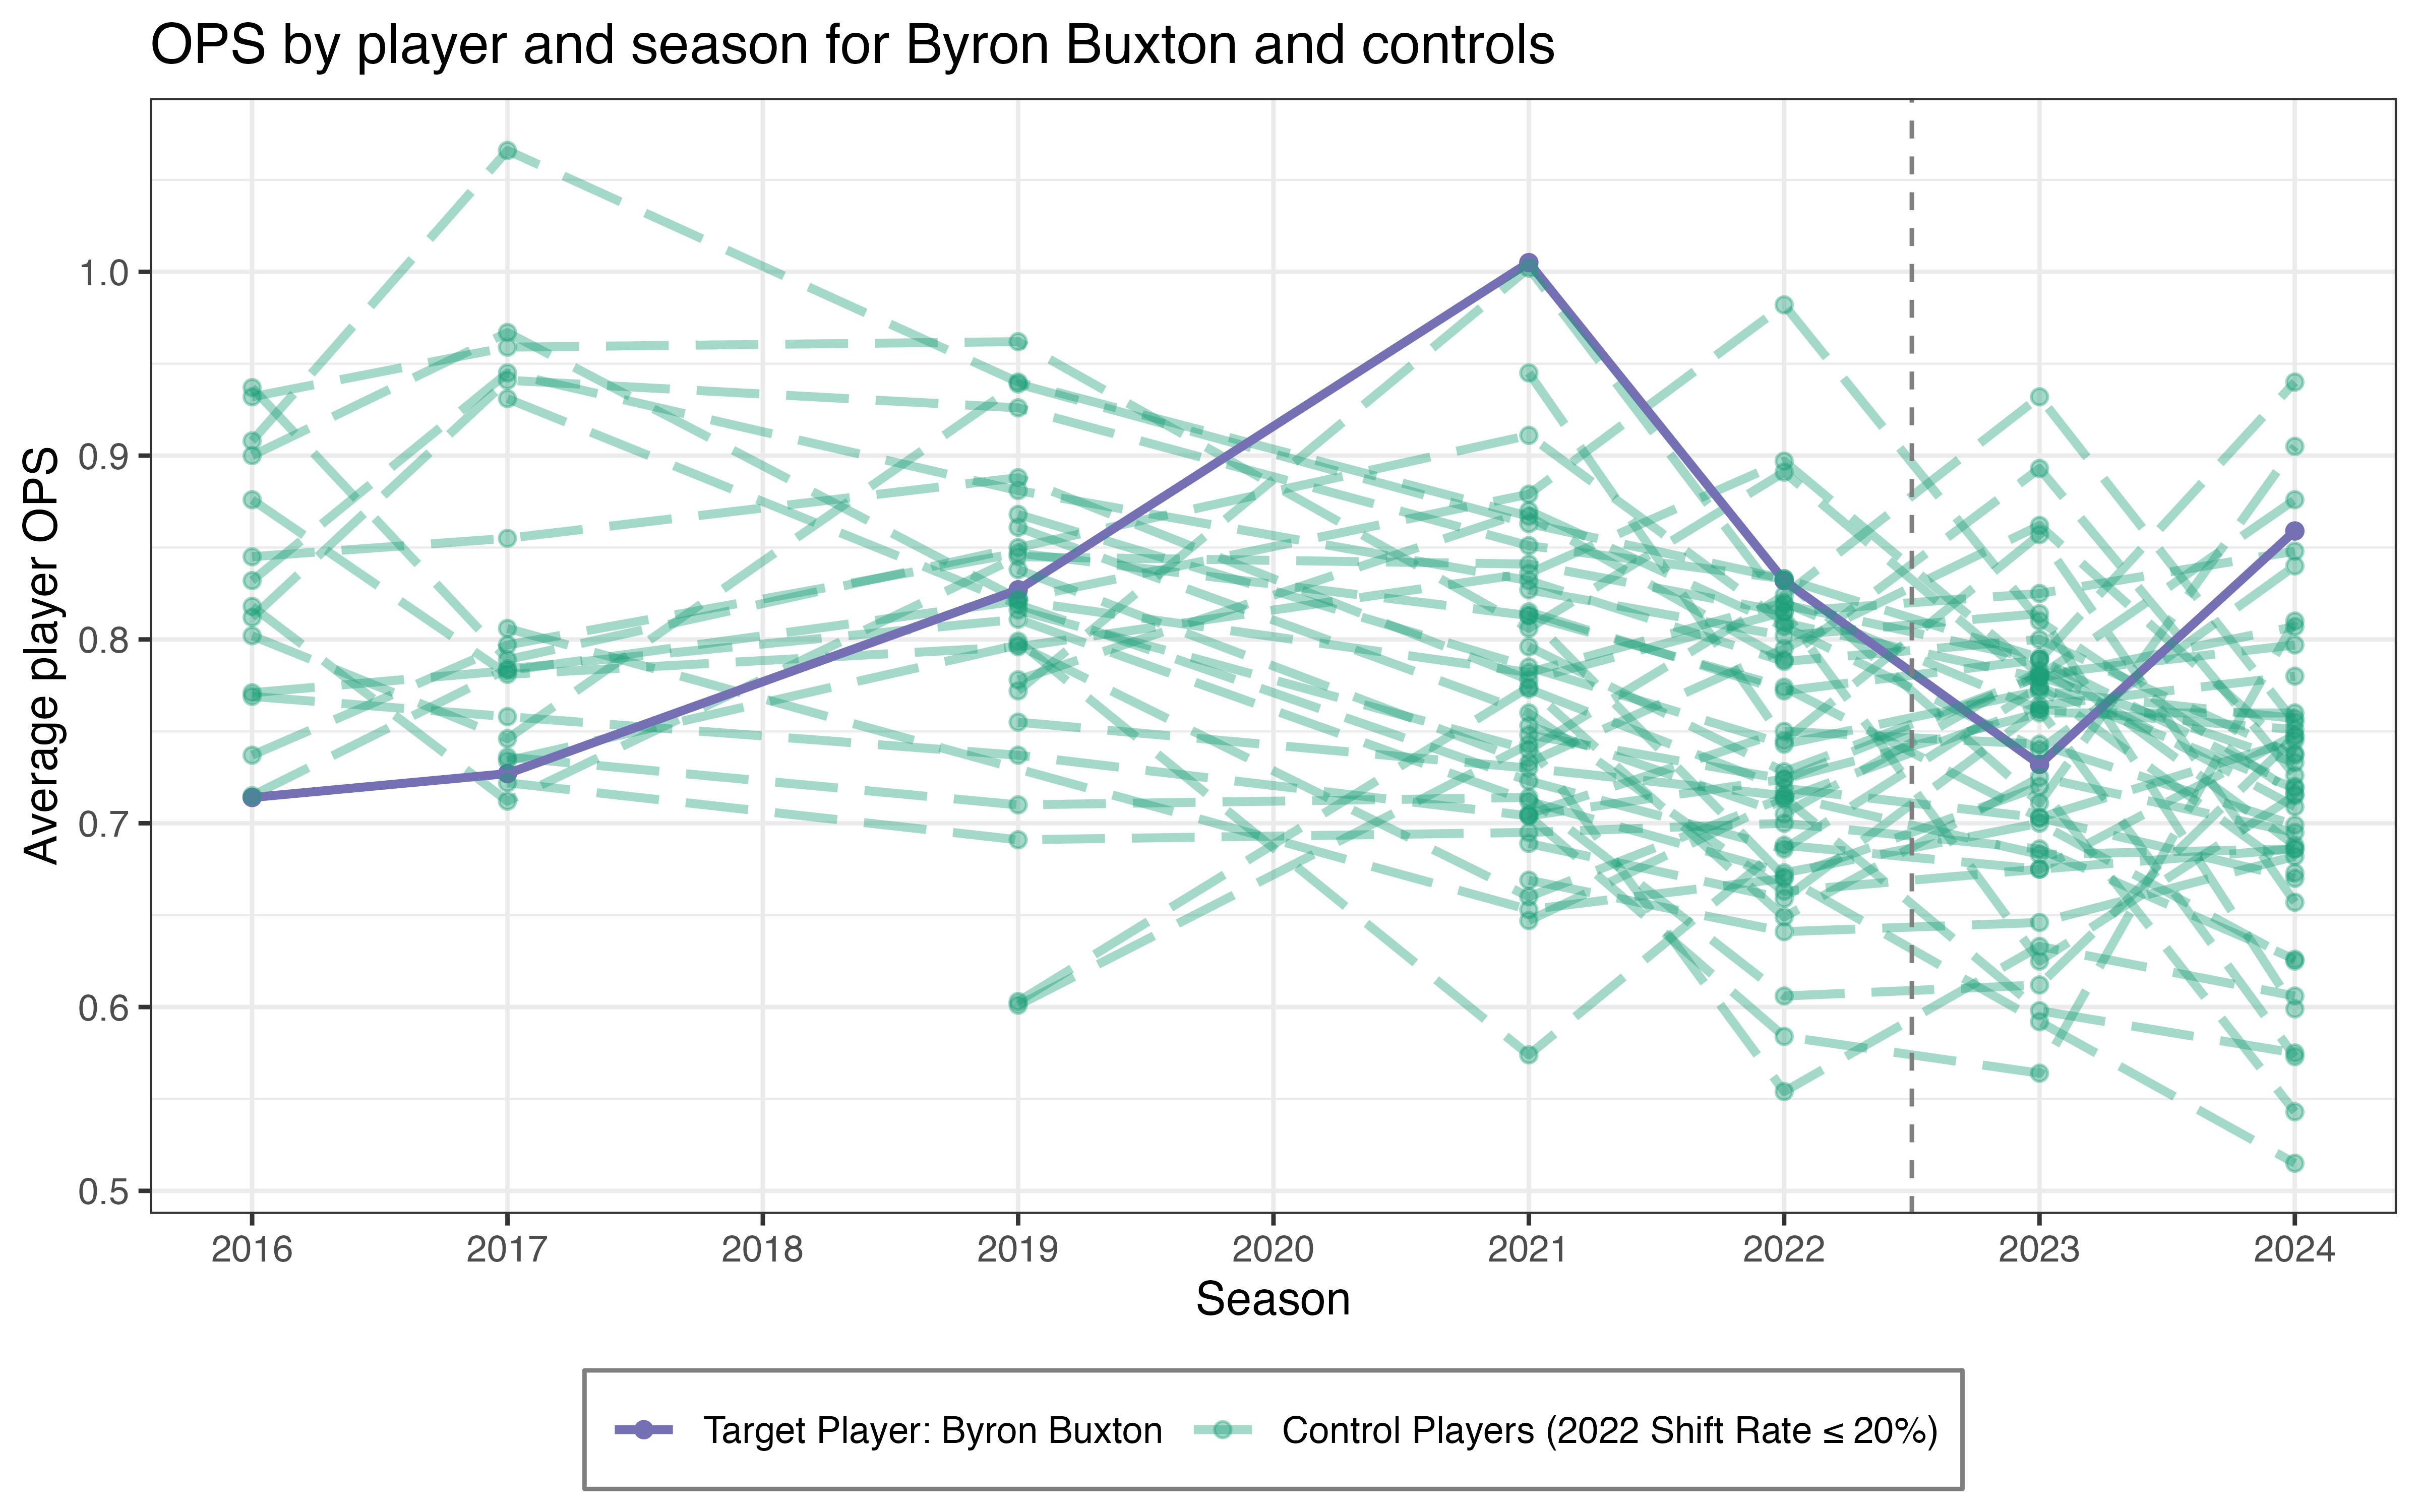 OPS by player and season for Byron Buxton and controls
Average player OPS
1.0
0.9
0.8
0.7
0.6
0.5
2016 2017 2018 2019 2020 2021 2022 2023 2024
Season
Target Player: Byron Buxton Control Players (2022 Shift Rate ≤ 20%)